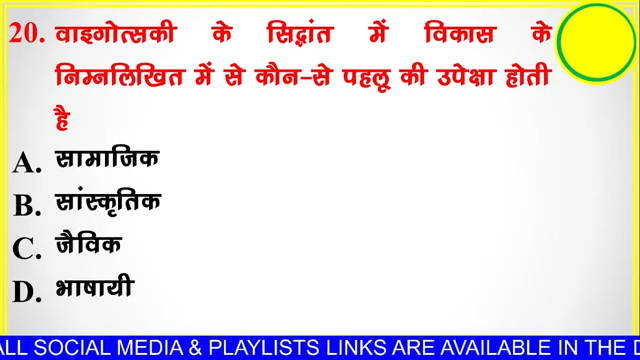 20. वाइगोत्सकी के सिद्धांत में विकास के
निम्नलिखित में से कौन-से पहलू की उपेक्षा होती
है
A. सामाजिक
B. सांस्कृतिक
C. जैविक
D. भाषायी
ALL SOCIAL MEDIA & PLAYLISTS LINKS ARE AVAILABLE IN THE D